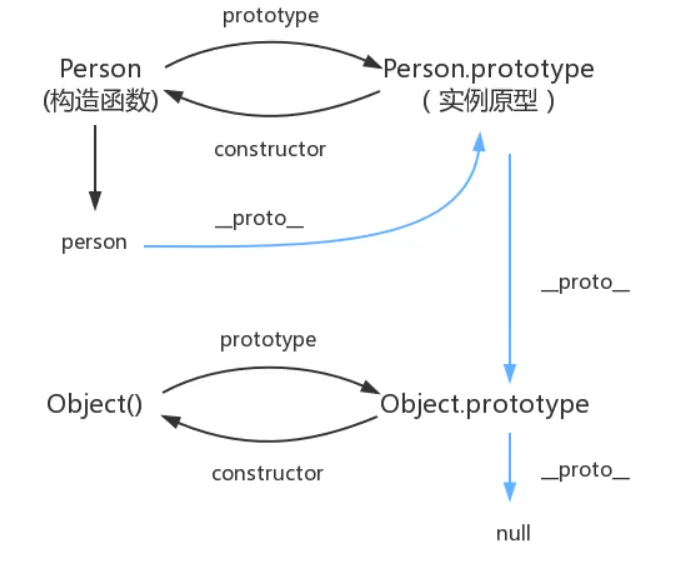 prototype
Person
Person.prototype
(构造函数)
( 实例原型 )
constructor
person
__proto__
__proto__
prototype
Object()
Object.prototype
constructor
__proto__
null